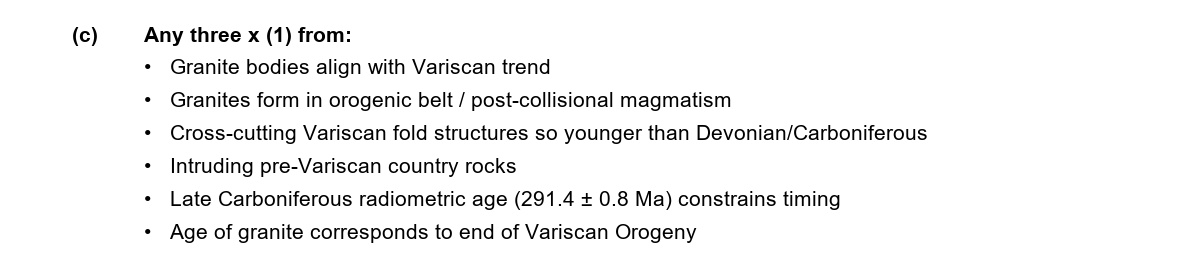 (c) Any three x (1) from:
• Granite bodies align with Variscan trend
• Granites form in orogenic belt / post-collisional magmatism
• Cross-cutting Variscan fold structures so younger than Devonian/Carboniferous
• Intruding pre-Variscan country rocks
• Late Carboniferous radiometric age (291.4 ± 0.8 Ma) constrains timing
• Age of granite corresponds to end of Variscan Orogeny